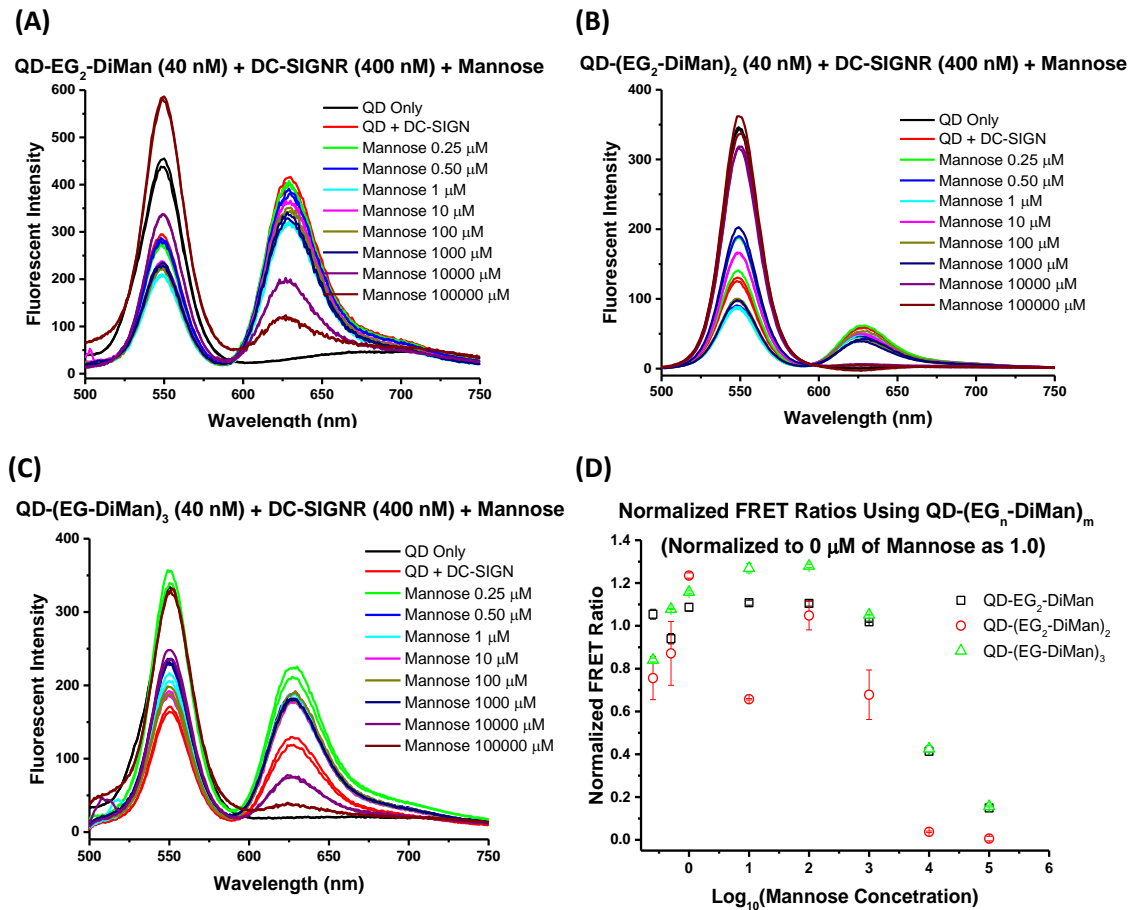 (A)
QD-EG2-DiMan (40 nM) + DC-SIGNR (400 nM) + Mannose
600
500
400
300
200
100
0
Fluorescent Intensity
QD Only
QD + DC-SIGN
Mannose 0.25 μM
Mannose 0.50 μM
Mannose 1 μM
Mannose 10 μM
Mannose 100 μM
Mannose 1000 μM
Mannose 10000 μM
Mannose 100000 μM
500 550 600 650 700 750
Wavelength (nm)
(B)
QD-(EG2-DiMan)2 (40 nM) + DC-SIGNR (400 nM) + Mannose
400
300
200
100
0
Fluorescent Intensity
QD Only
QD + DC-SIGN
Mannose 0.25 μM
Mannose 0.50 μM
Mannose 1 μM
Mannose 10 μM
Mannose 100 μM
Mannose 1000 μM
Mannose 10000 μM
Mannose 100000 μM
500 550 600 650 700 750
Wavelength (nm)
(C)
QD-(EG-DiMan)3 (40 nM) + DC-SIGNR (400 nM) + Mannose
400
300
200
100
0
Fluorescent Intensity
QD Only
QD + DC-SIGN
Mannose 0.25 μM
Mannose 0.50 μM
Mannose 1 μM
Mannose 10 μM
Mannose 100 μM
Mannose 1000 μM
Mannose 10000 μM
Mannose 100000 μM
500 550 600 650 700 750
Wavelength (nm)
(D)
Normalized FRET Ratios Using QD-(EGn-DiMan)m
(Normalized to 0 μM of Mannose as 1.0)
1.4
1.2
1.0
0.8
0.6
0.4
0.2
0.0
Normalized FRET Ratio
QD-EG2-DiMan
QD-(EG2-DiMan)2
QD-(EG-DiMan)3
0 1 2 3 4 5 6
Log10(Mannose Concetration)